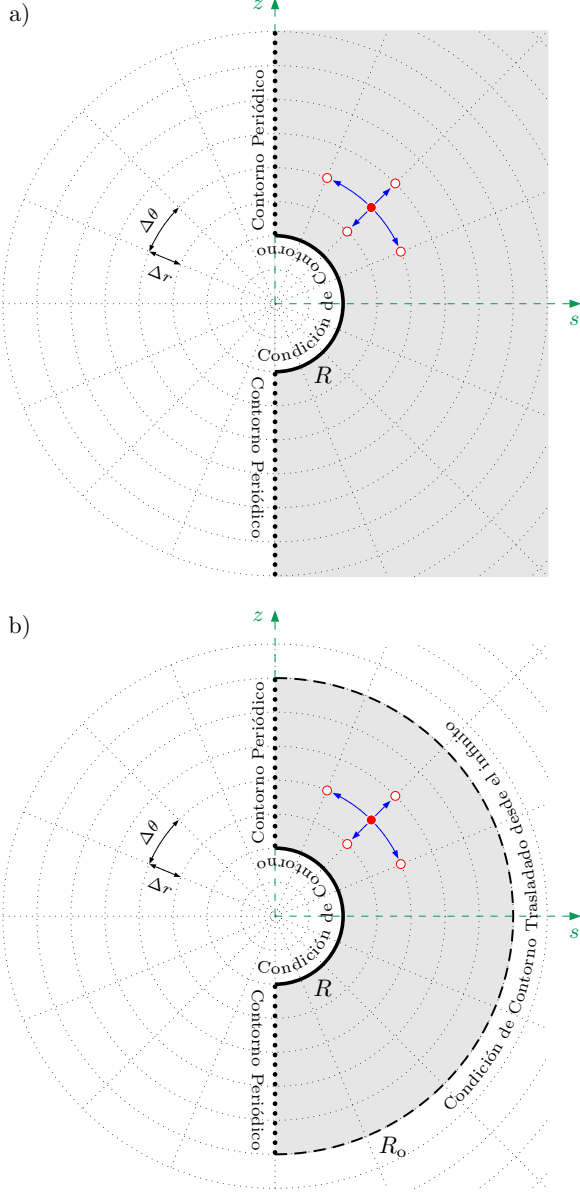 a)
z
Contorno Periódico
Δθ
Δr
Condición de Contorno
s
R
Contorno Periódico
b)
z
Contorno Periódico
Condición de Contorno Trasladado desde el infinito
Δθ
Δr
Condición de Contorno
s
R
Contorno Periódico
Rₒ